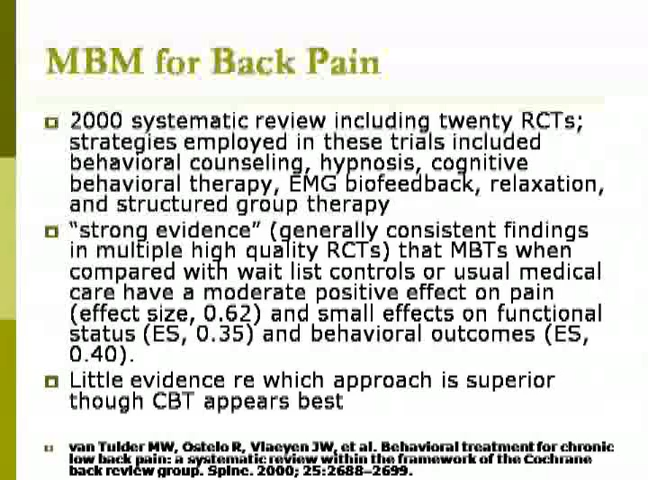 MBM for Back Pain
2000 systematic review including twenty RCTs;
strategies employed in these trials included
behavioral counseling, hypnosis, cognitive
behavioral therapy, EMG biofeedback, relaxation,
and structured group therapy
“strong evidence” (generally consistent findings
in multiple high quality RCTs) that MBTs when
compared with wait list controls or usual medical
care have a moderate positive effect on pain
(effect size, 0.62) and small effects on functional
status (ES, 0.35) and behavioral outcomes (ES,
0.40).
Little evidence re which approach is superior
though CBT appears best
van Tulder MW, Ostelo R, Vlaeyen JW, et al. Behavioral treatment for chronic
low back pain: a systematic review within the framework of the Cochrane
back review group. Spine. 2000; 25:2688–2699.